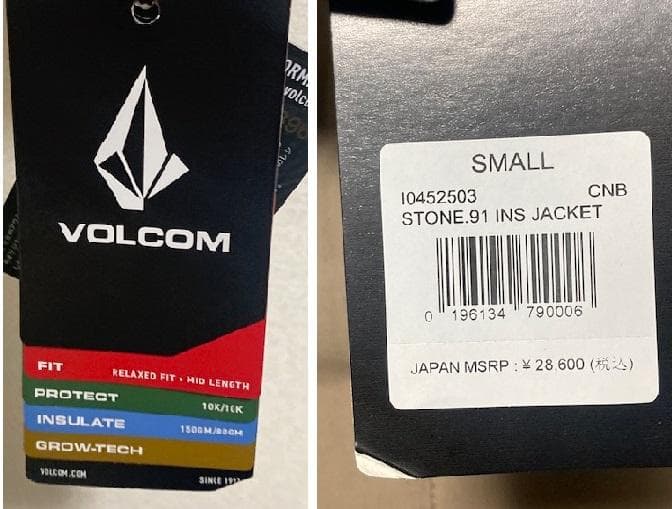 VOLCOM
FIT
RELAXED FIT • MID LENGTH
PROTECT
10K/10K
INSULATE
GROW-TECH
VOLCOM.COM
SINCE
SMALL
I0452503 CNB
STONE.91 INS JACKET
0 196134 790006
JAPAN MSRP : ¥ 28,600 (税込)